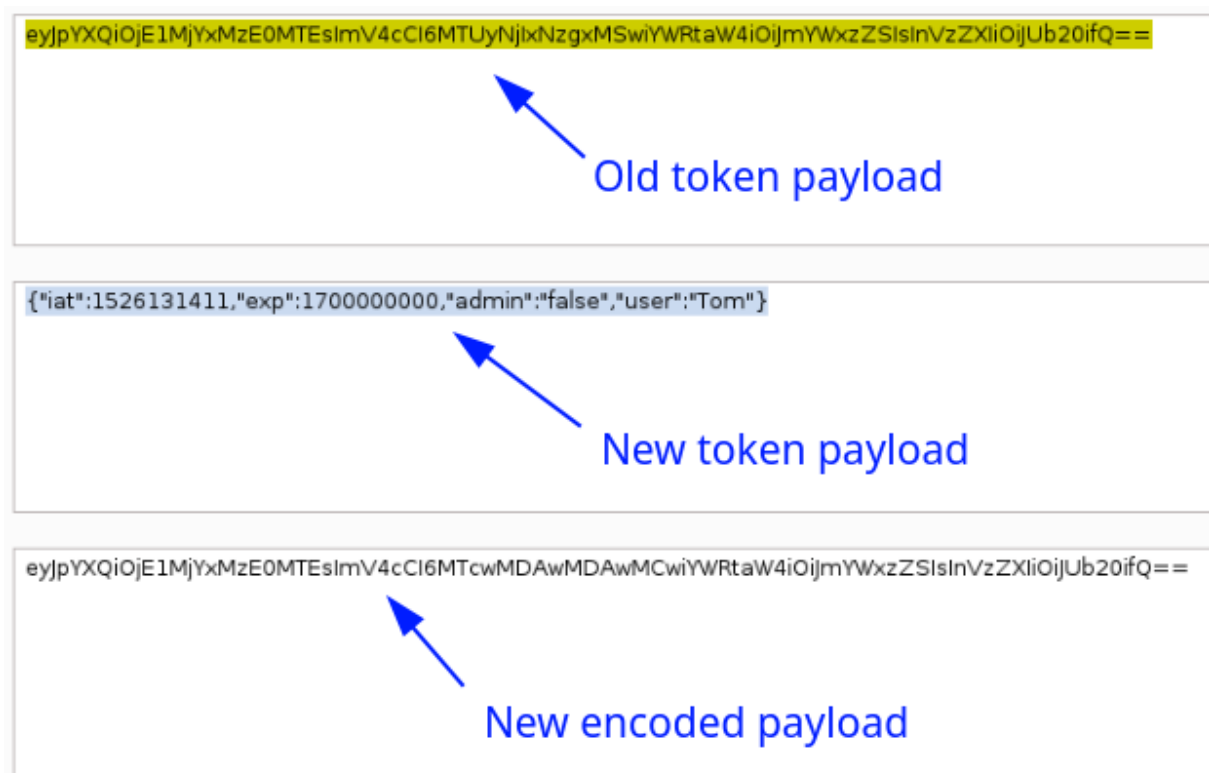 eyJpYXQiOjE1MjYxMzE0MTEsImV4cCI6MTUyNjIxNzgxMSwiYWRtaW4iOiJmYWxzZSIsInVzZXIiOiJUb20ifQ==
Old token payload
{"iat":1526131411,"exp":1700000000,"admin":"false","user":"Tom"}
New token payload
eyJpYXQiOjE1MjYxMzE0MTEsImV4cCI6MTcwMDAwMDAwMCwiYWRtaW4iOiJmYWxzZSIsInVzZXIiOiJUb20ifQ==
New encoded payload